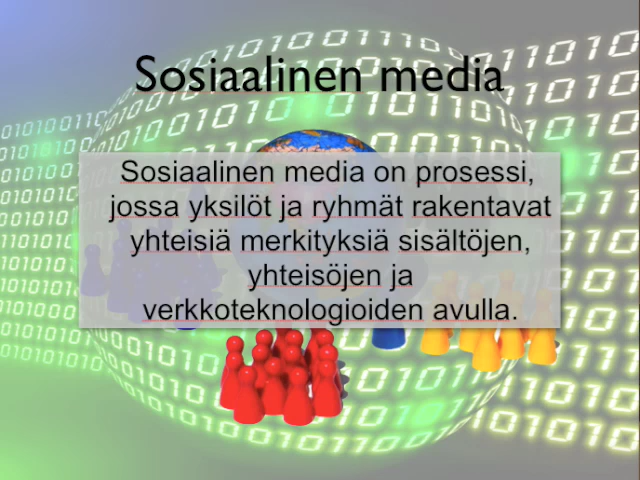 Sosiaalinen media
Sosiaalinen media on prosessi,
jossa yksilöt ja ryhmät rakentavat
yhteisiä merkityksiä sisältöjen,
yhteisöjen ja
verkkoteknologioiden avulla.